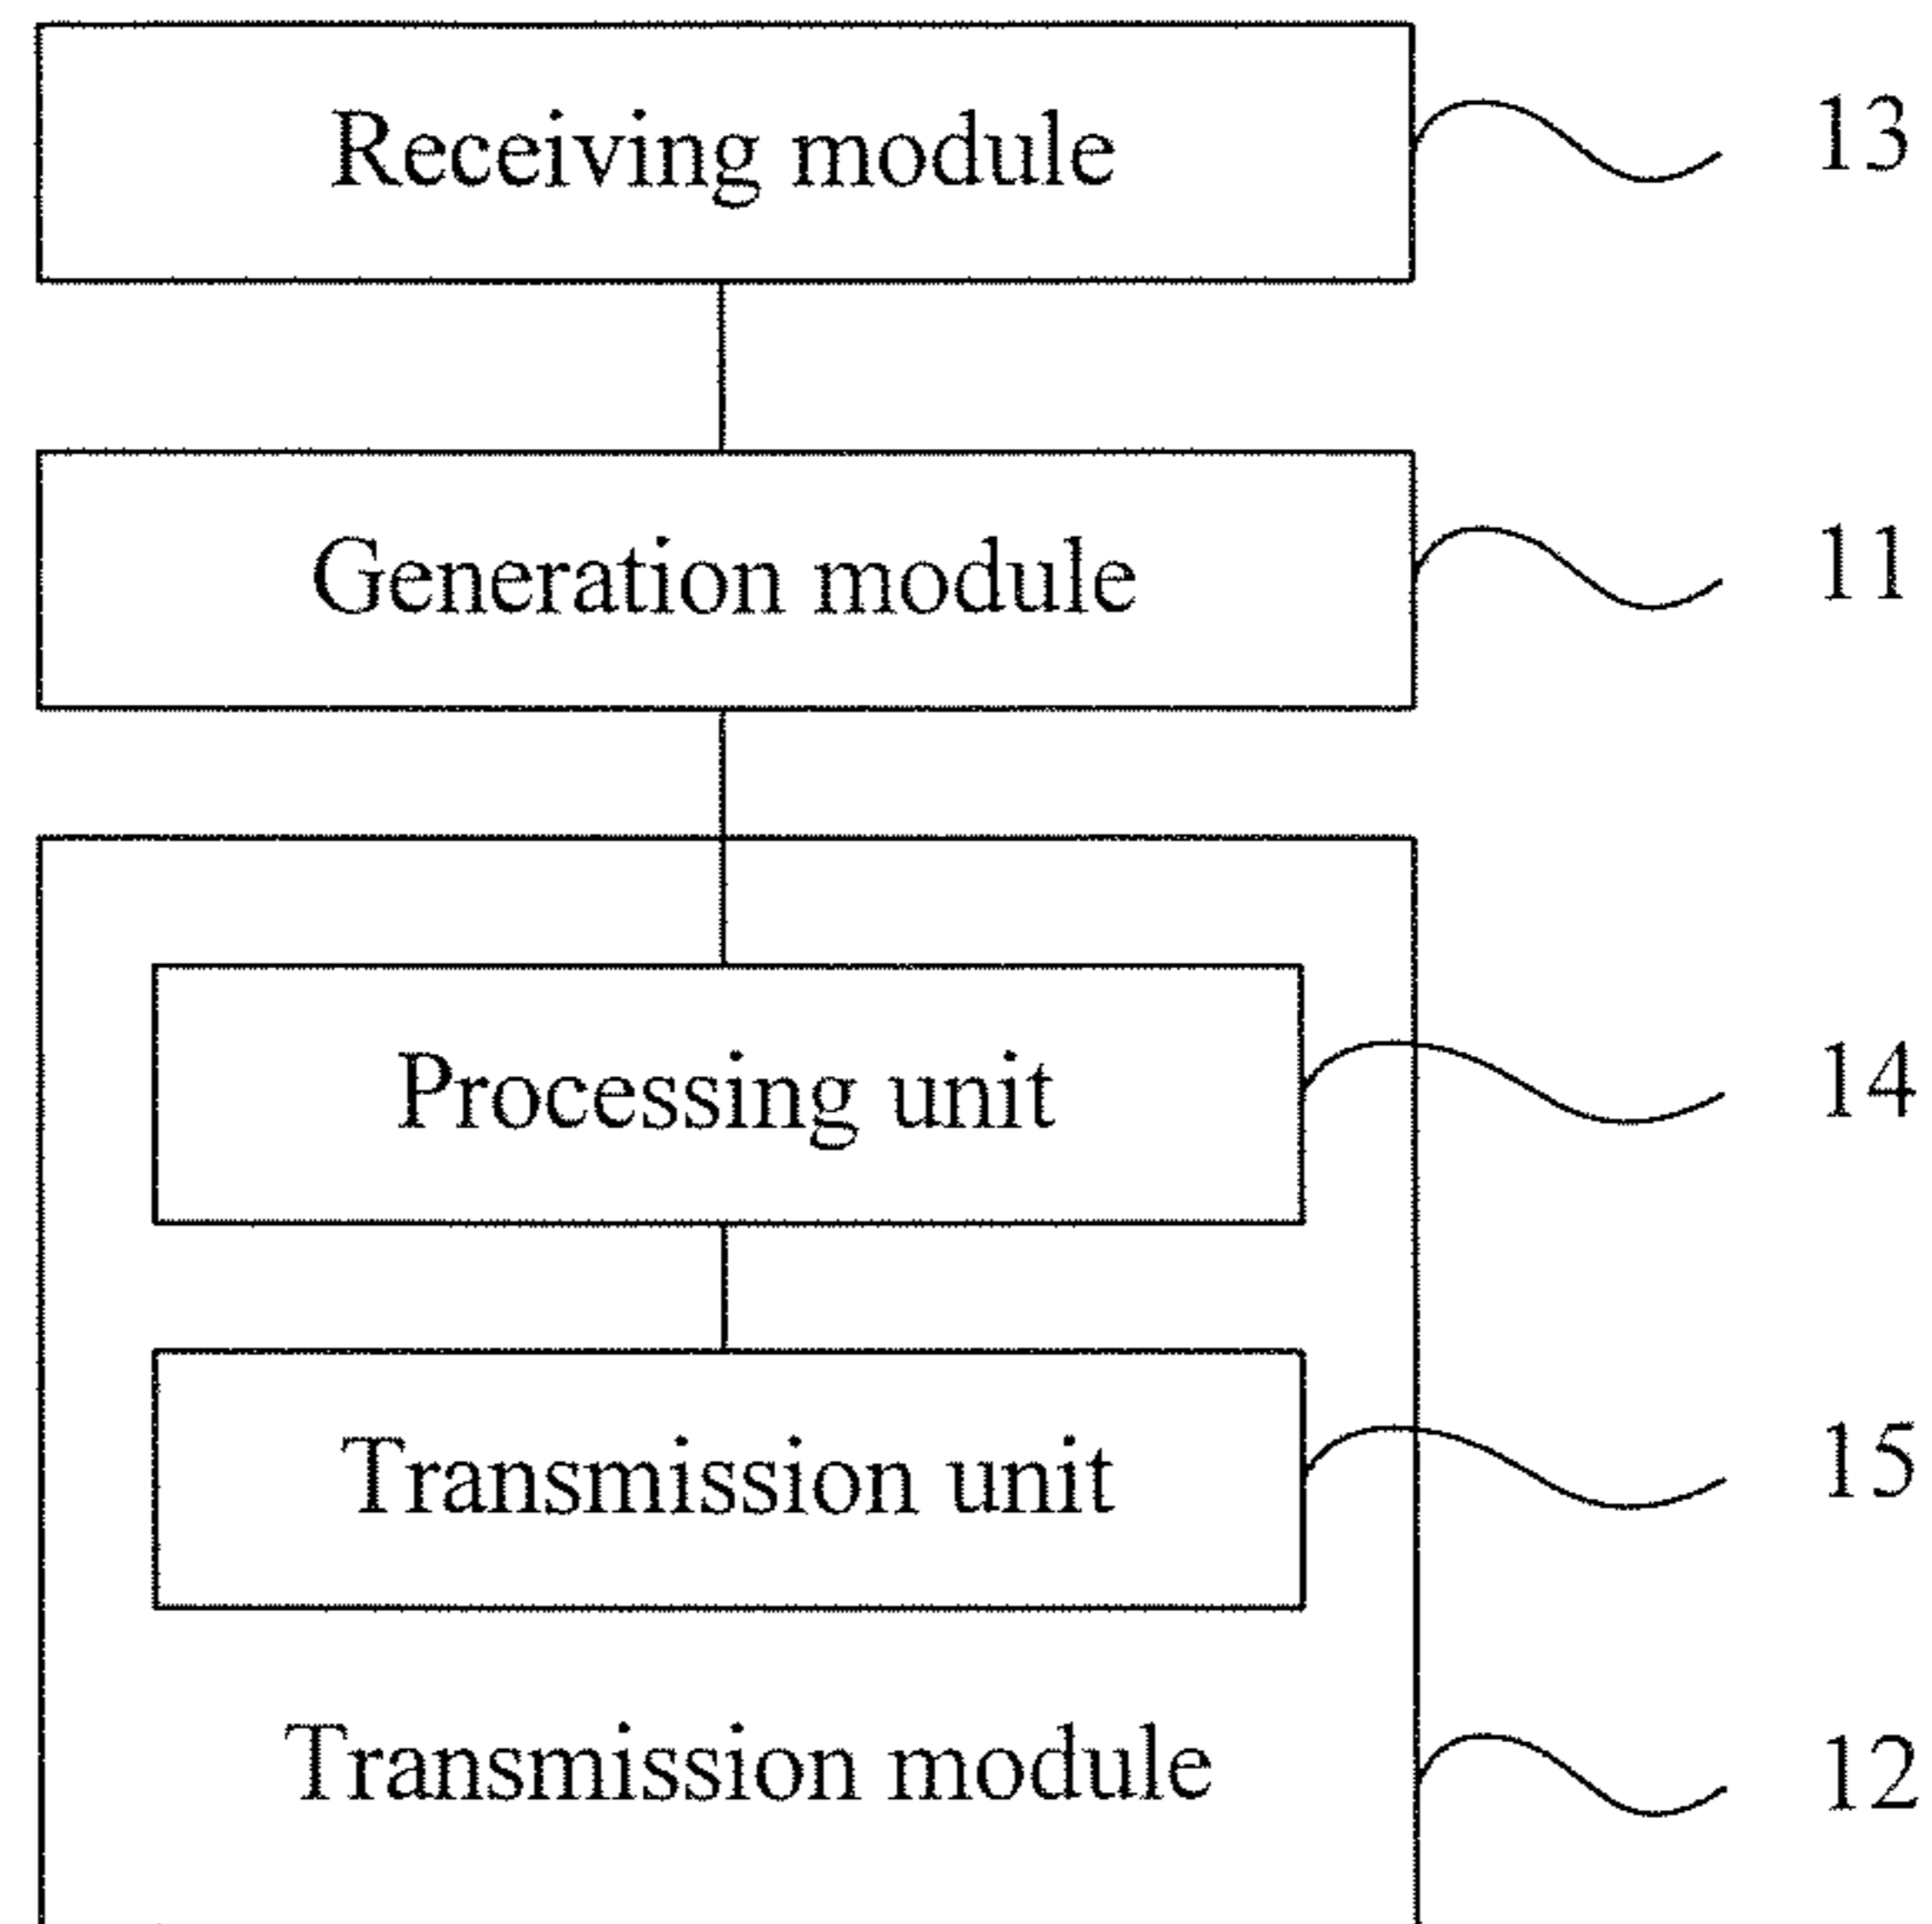 Receiving module 13
Generation module 11
Processing unit 14
Transmission unit 15
Transmission module 12